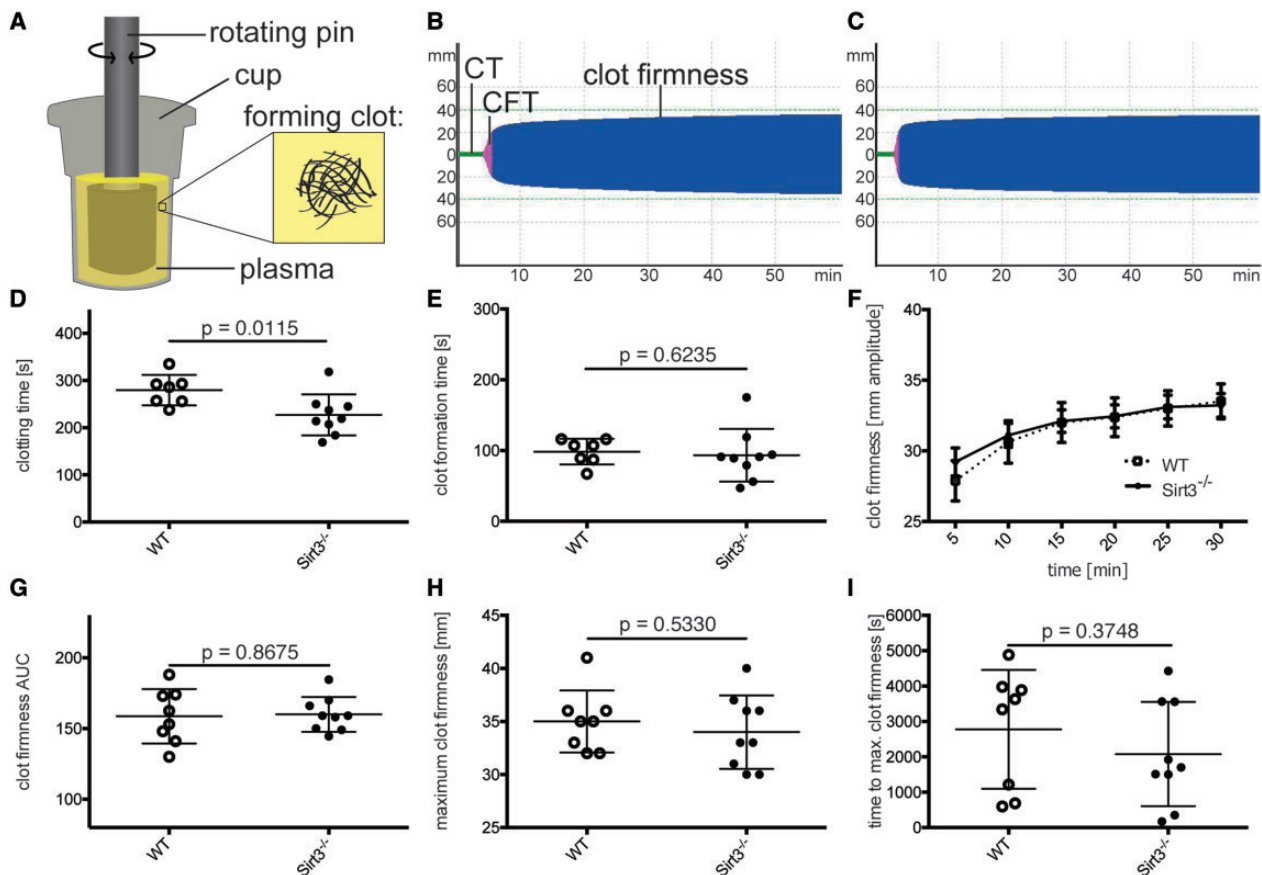 A
rotating pin
cup
forming clot:
plasma
B
mm
60
40
20
0
20
40
60
CT
CFT
clot firmness
10 20 30 40 50 min
C
mm
60
40
20
0
20
40
60
10 20 30 40 50 min
D
clotting time [s]
400
300
200
100
0
p = 0.0115
WT
Sirt3-/-
E
clot formation time [s]
300
200
100
0
p = 0.6235
WT
Sirt3-/-
F
clot firmness [mm amplitude]
35
30
25
WT
Sirt3-/-
5 10 15 20 25 30
time [min]
G
clot firmness AUC
200
150
100
p = 0.8675
WT
Sirt3-/-
H
maximum clot firmness [mm]
45
40
35
30
25
p = 0.5330
WT
Sirt3-/-
I
time to max. clot firmness [s]
6000
5000
4000
3000
2000
1000
0
p = 0.3748
WT
Sirt3-/-